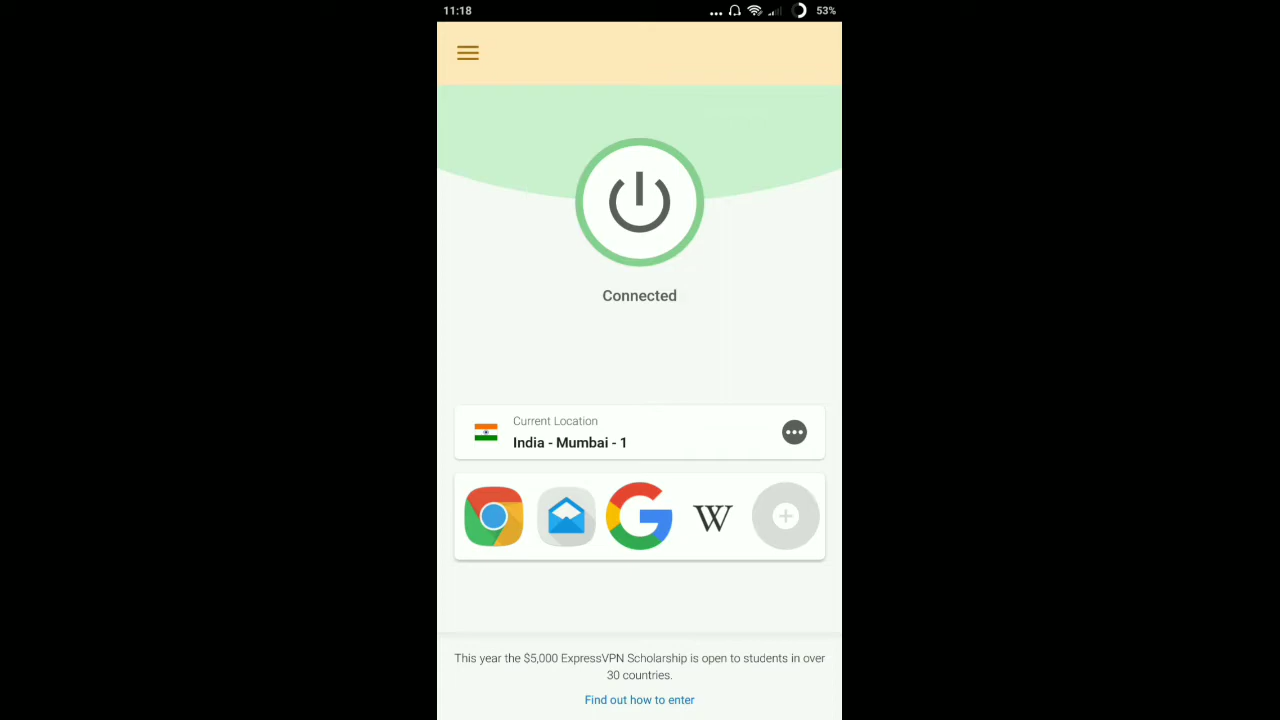 11:18
53%
Connected
Current Location
India - Mumbai - 1
W
This year the $5,000 ExpressVPN Scholarship is open to students in over
30 countries.
Find out how to enter